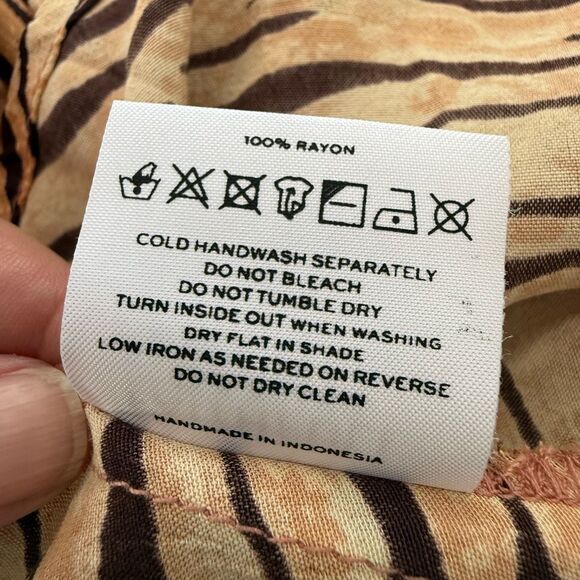 100% RAYON
COLD HANDWASH SEPARATELY
DO NOT BLEACH
DO NOT TUMBLE DRY
TURN INSIDE OUT WHEN WASHING
DRY FLAT IN SHADE
LOW IRON AS NEEDED ON REVERSE
DO NOT DRY CLEAN
HANDMADE IN INDONESIA